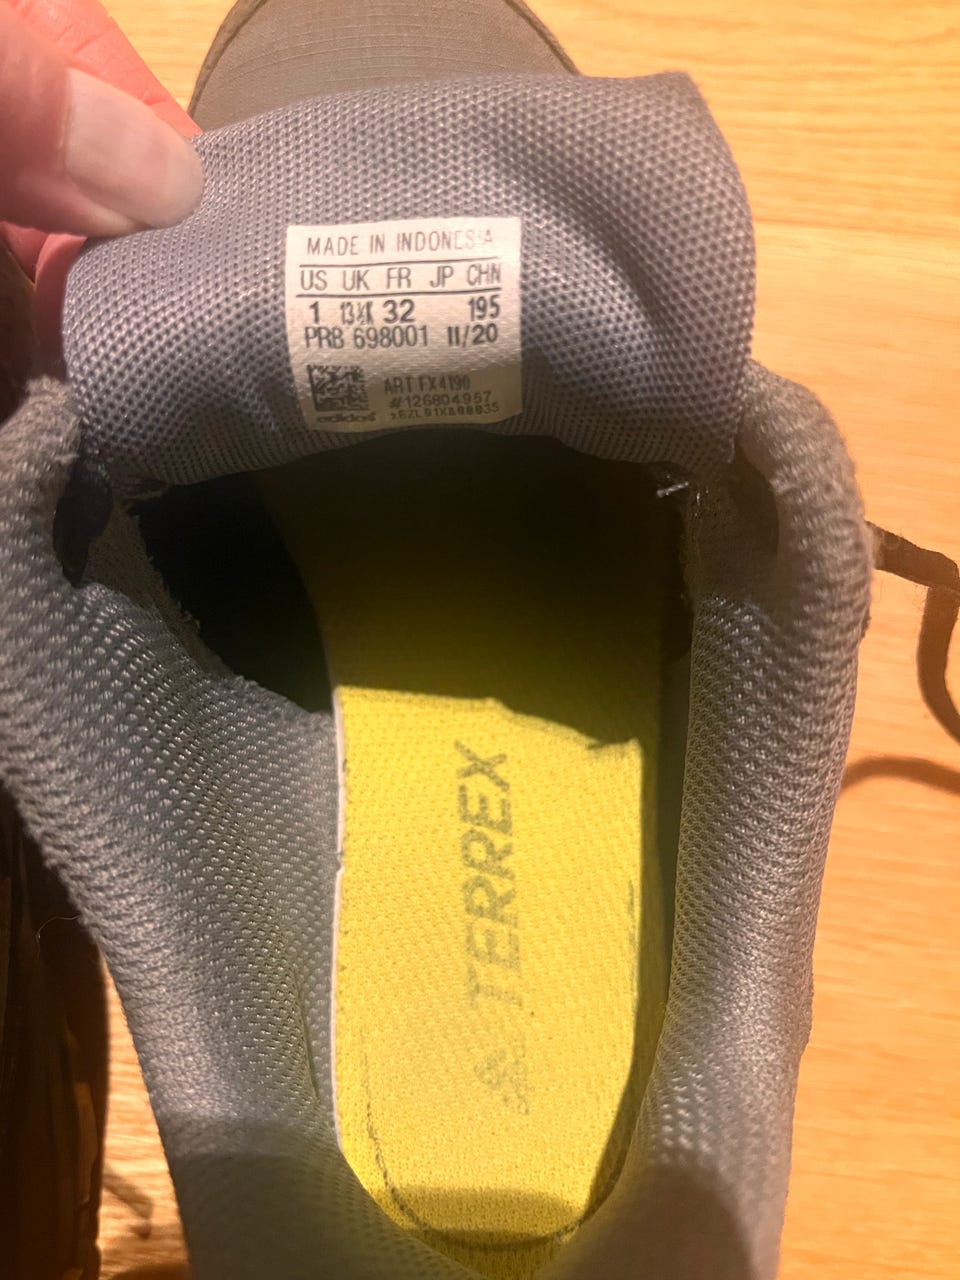 MADE IN INDONESIA
US UK FR JP CHN
1 13½K 32 195
PRB 698001 11/20
ART FX4190
#126804957
adidas
TERREX